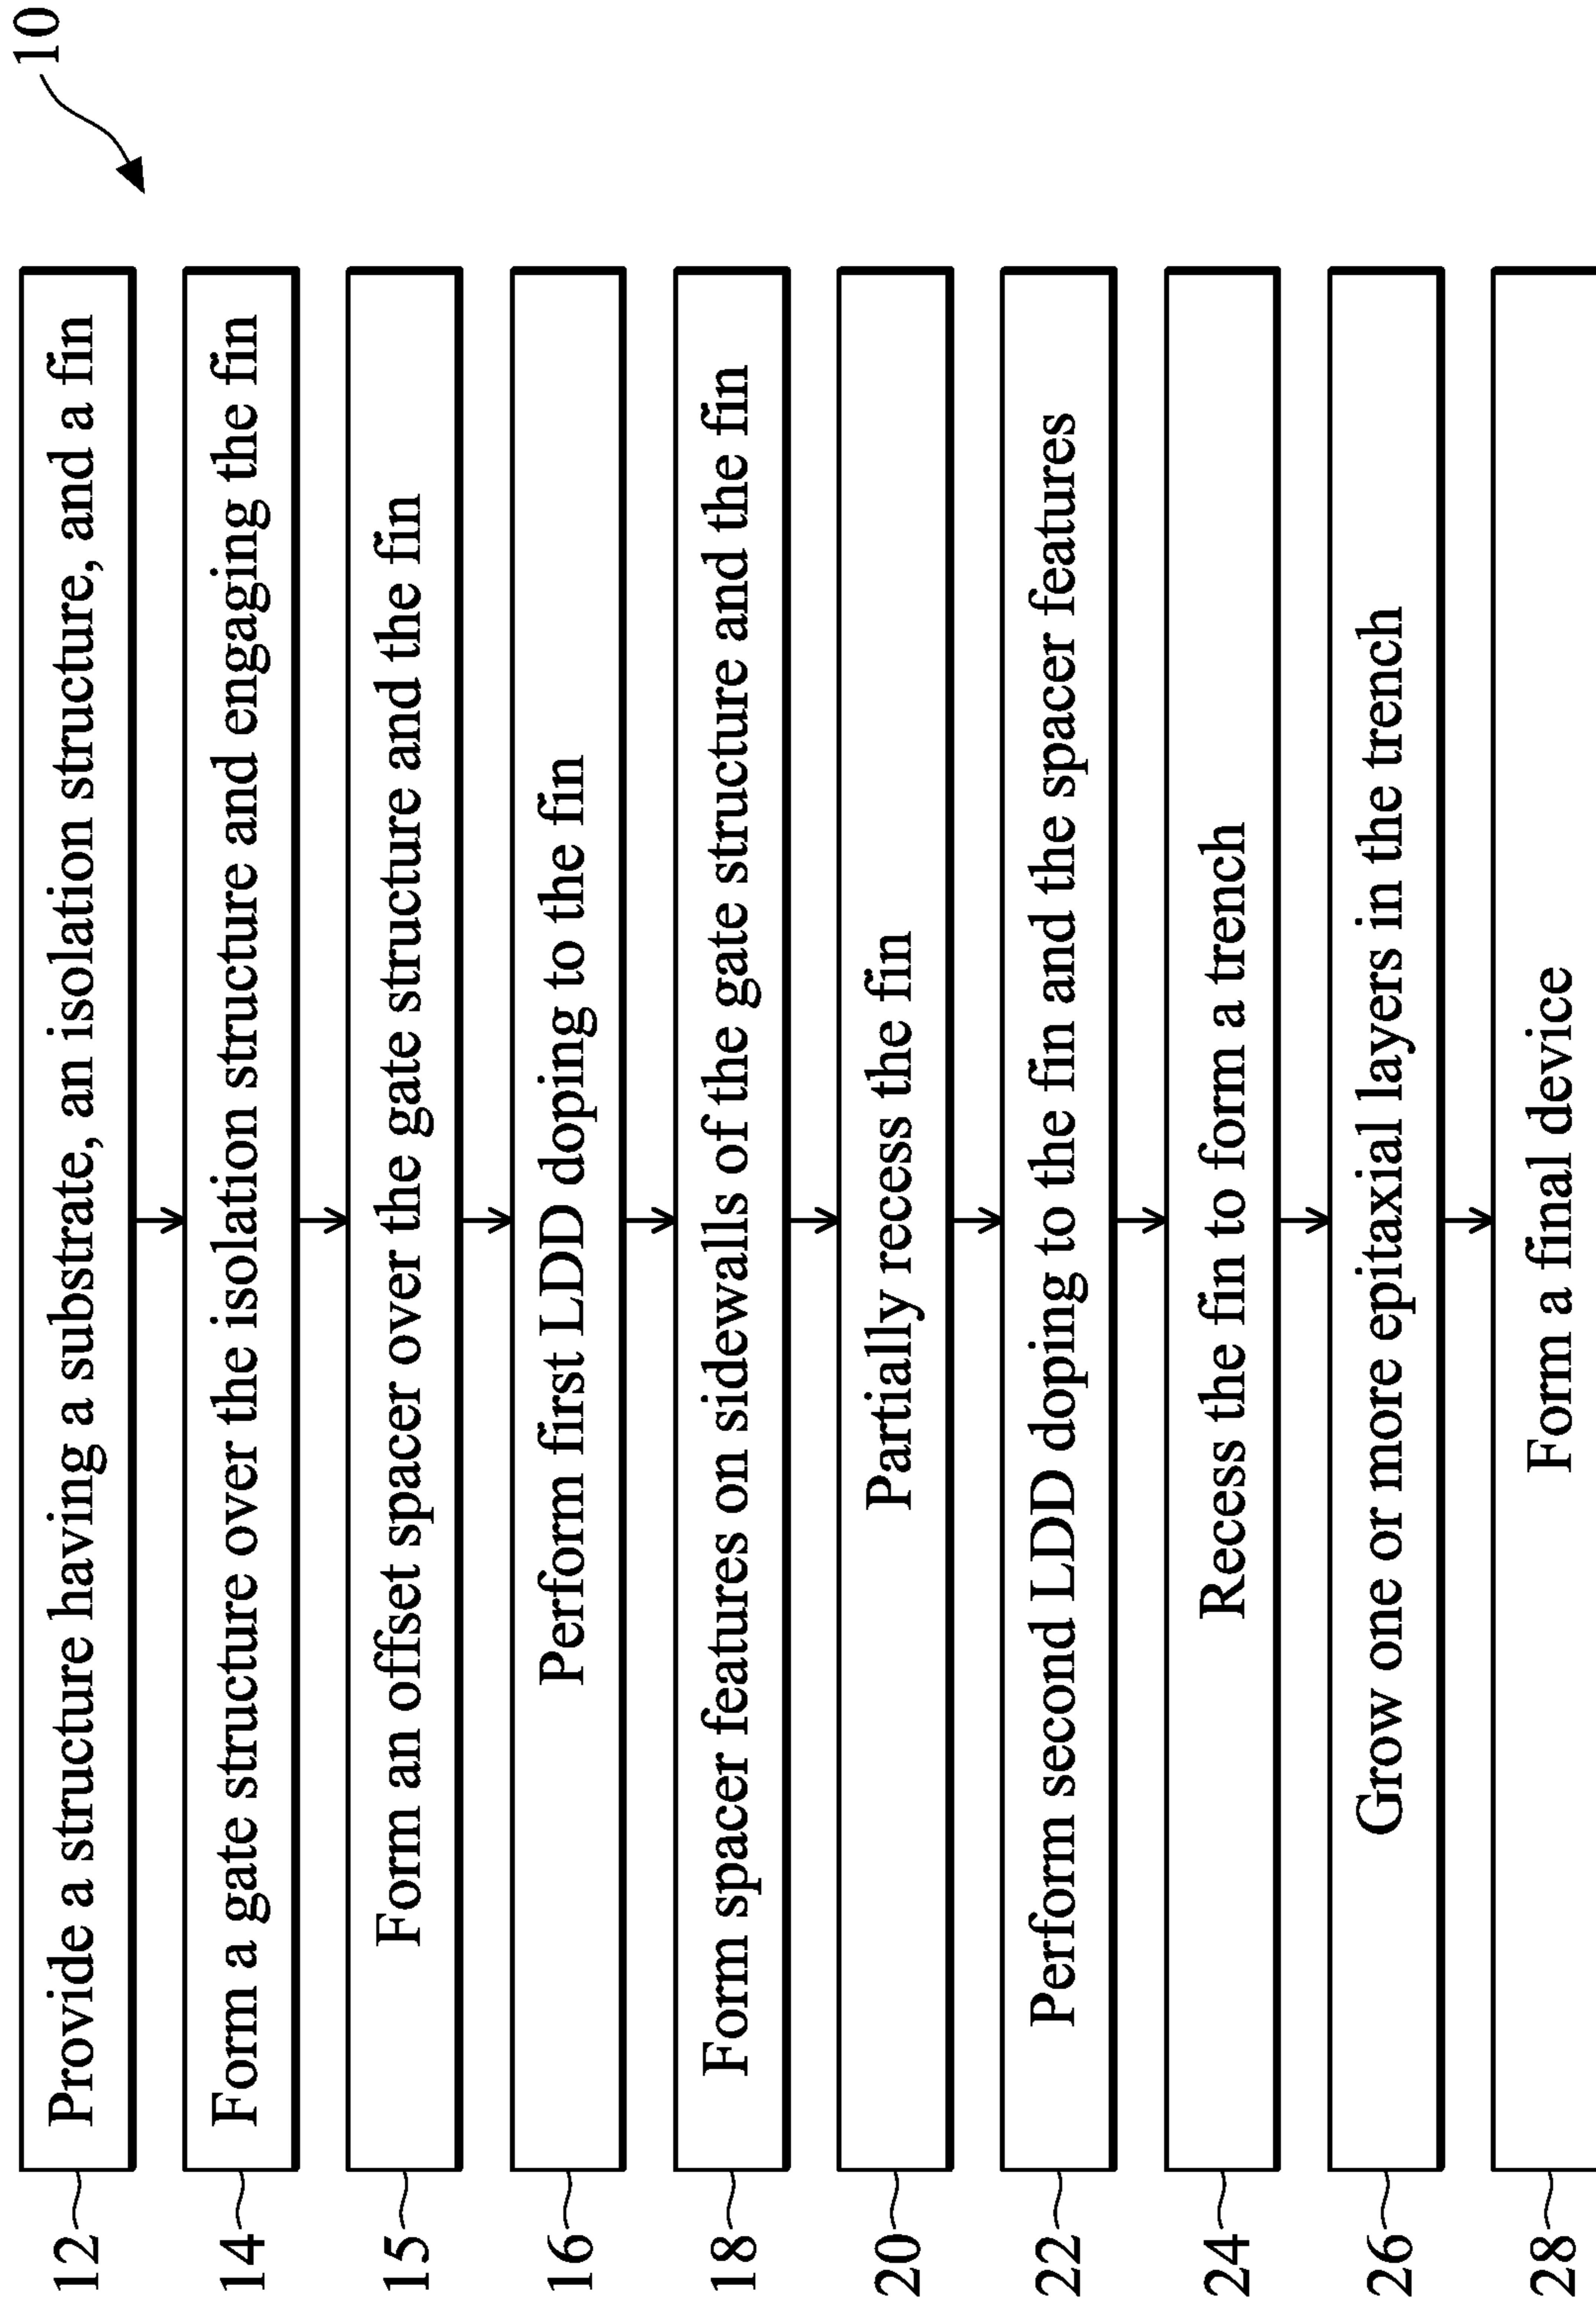 10
12 Provide a structure having a substrate, an isolation structure, and a fin
14 Form a gate structure over the isolation structure and engaging the fin
15 Form an offset spacer over the gate structure and the fin
16 Perform first LDD doping to the fin
18 Form spacer features on sidewalls of the gate structure and the fin
20 Partially recess the fin
22 Perform second LDD doping to the fin and the spacer features
24 Recess the fin to form a trench
26 Grow one or more epitaxial layers in the trench
28 Form a final device